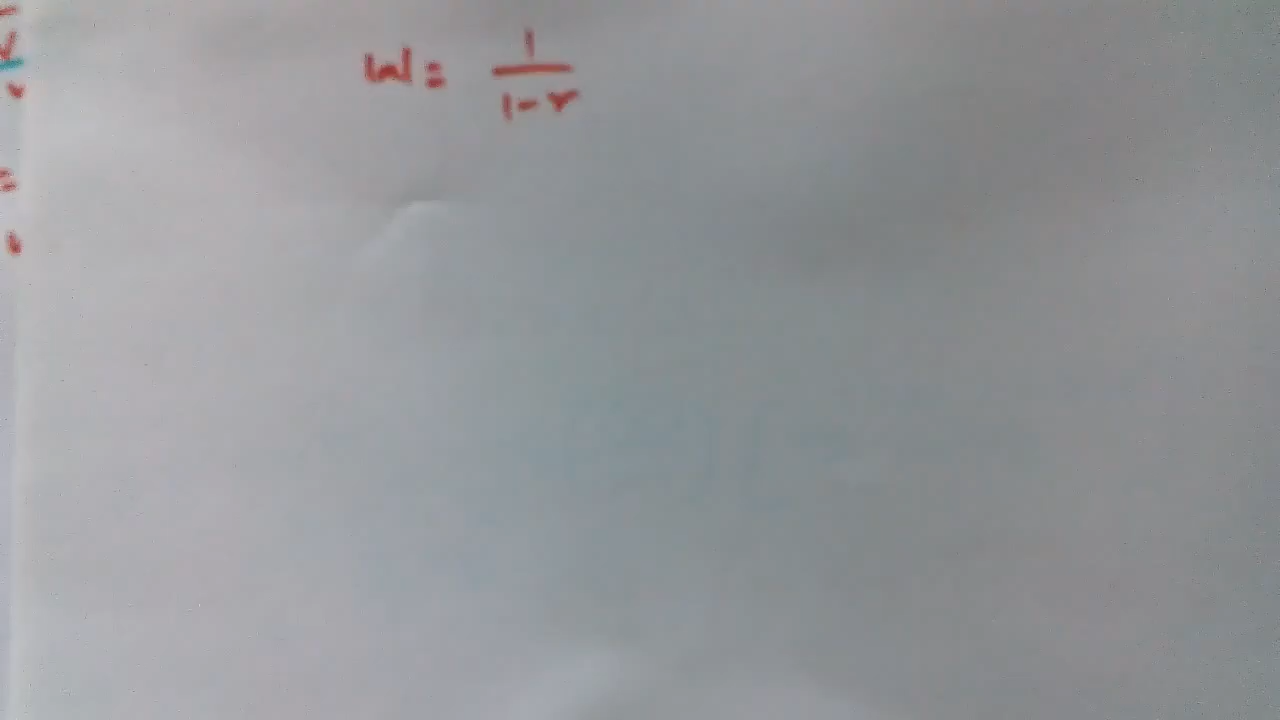 |w| = 1/(1-r)